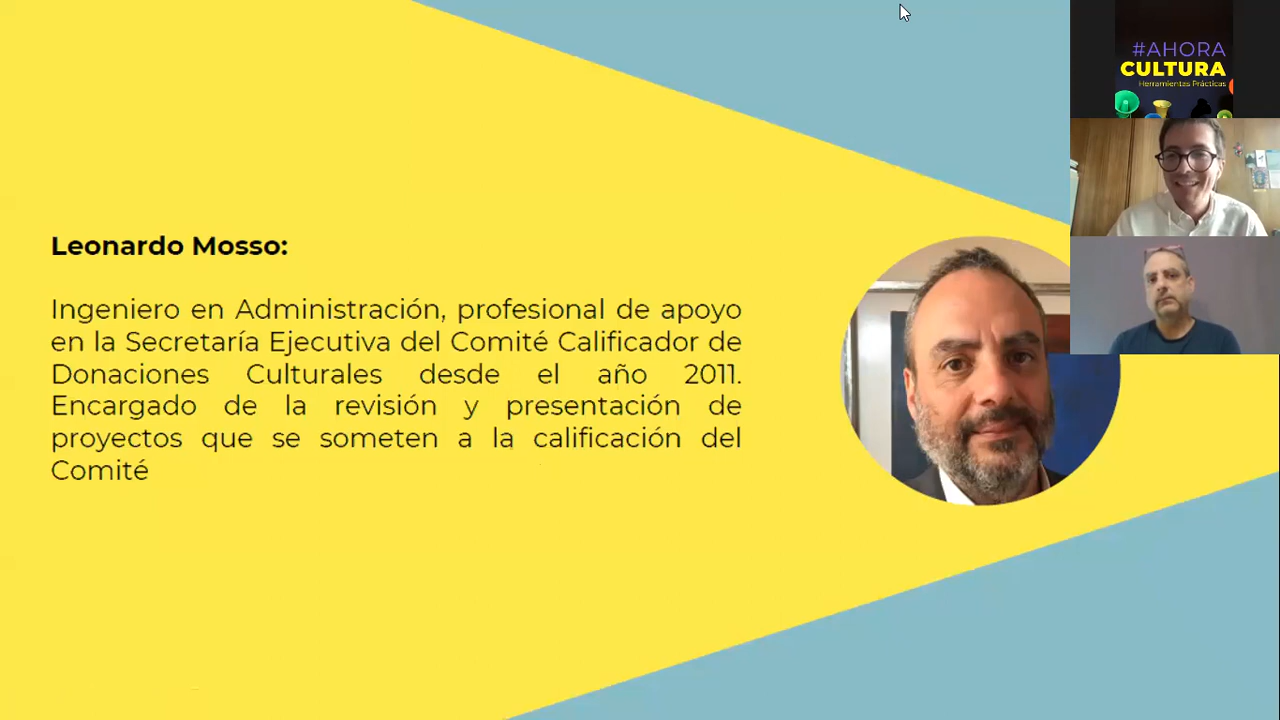 Leonardo Mosso:
Ingeniero en Administración, profesional de apoyo
en la Secretaría Ejecutiva del Comité Calificador de
Donaciones Culturales desde el año 2011.
Encargado de la revisión y presentación de
proyectos que se someten a la calificación del
Comité
#AHORA
CULTURA
Herramientas Prácticas